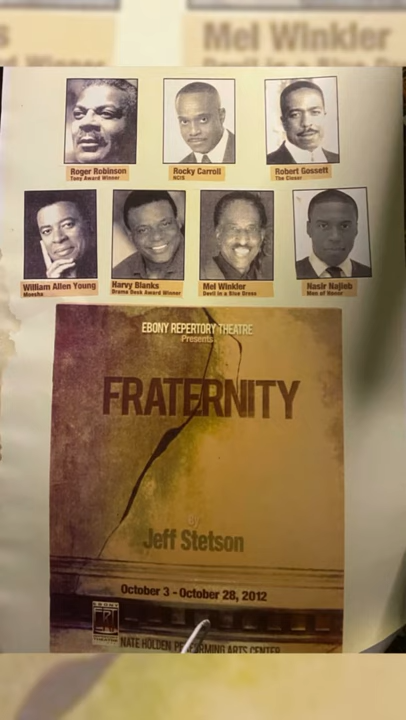 Mel Winkler
Roger Robinson
Tony Award Winner
Rocky Carroll
NCIS
Robert Gossett
The Closer
William Allen Young
Moesha
Harvy Blanks
Drama Desk Award Winner
Mel Winkler
Devil in a Blue Dress
Nasir Najieb
Men of Honor
EBONY REPERTORY THEATRE
Presents
FRATERNITY
By
Jeff Stetson
October 3 - October 28, 2012
NATE HOLDEN PERFORMING ARTS CENTER